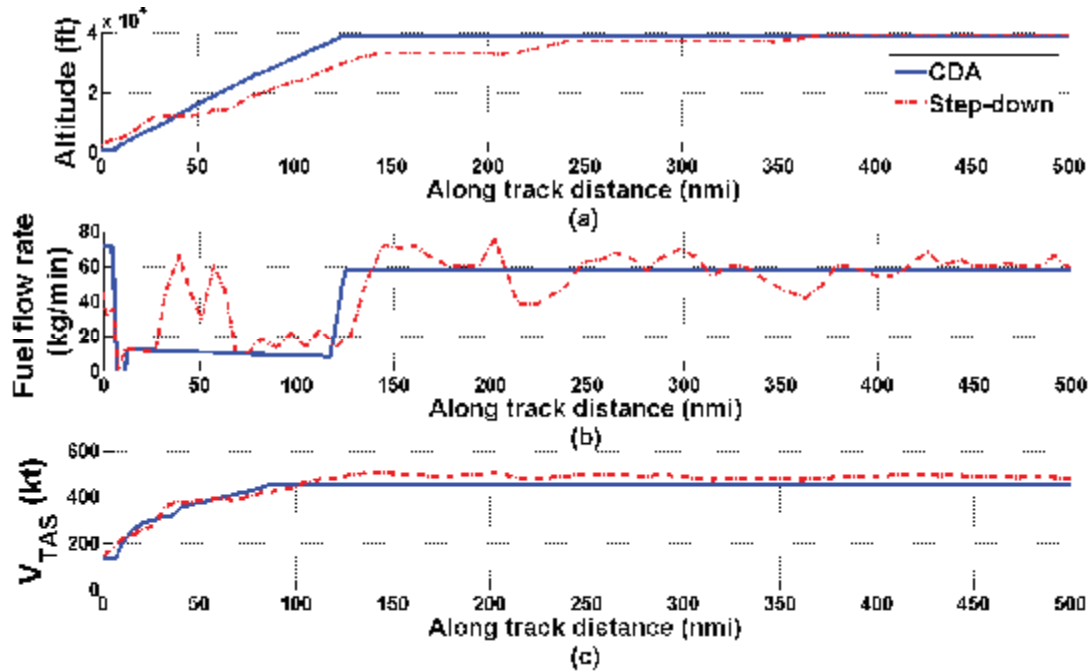 × 10⁴
Altitude (ft)
4
2
0
0 50 100 150 200 250 300 350 400 450 500
CDA
Step-down
Along track distance (nmi)
(a)
Fuel flow rate
(kg/min)
80
60
40
20
0
0 50 100 150 200 250 300 350 400 450 500
Along track distance (nmi)
(b)
V_TAS (kt)
600
400
200
0
0 50 100 150 200 250 300 350 400 450 500
Along track distance (nmi)
(c)